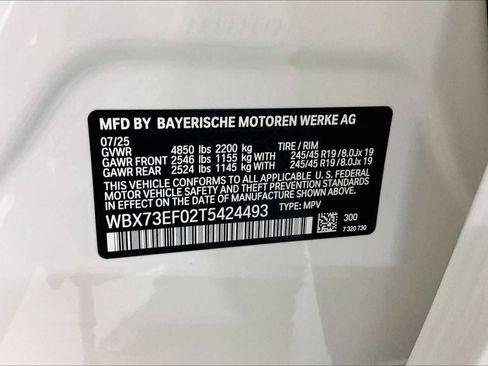 MFD BY BAYERISCHE MOTOREN WERKE AG
07/25
GVWR 4850 lbs 2200 kg TIRE / RIM
GAWR FRONT 2546 lbs 1155 kg WITH 245/45 R19 / 8.0Jx 19
GAWR REAR 2524 lbs 1145 kg WITH 245/45 R19 / 8.0Jx 19
THIS VEHICLE CONFORMS TO ALL APPLICABLE U.S. FEDERAL
MOTOR VEHICLE SAFETY AND THEFT PREVENTION STANDARDS
IN EFFECT ON THE DATE OF MANUFACTURE SHOWN ABOVE.
WBX73EF02T5424493 TYPE: MPV
300
7 320 730